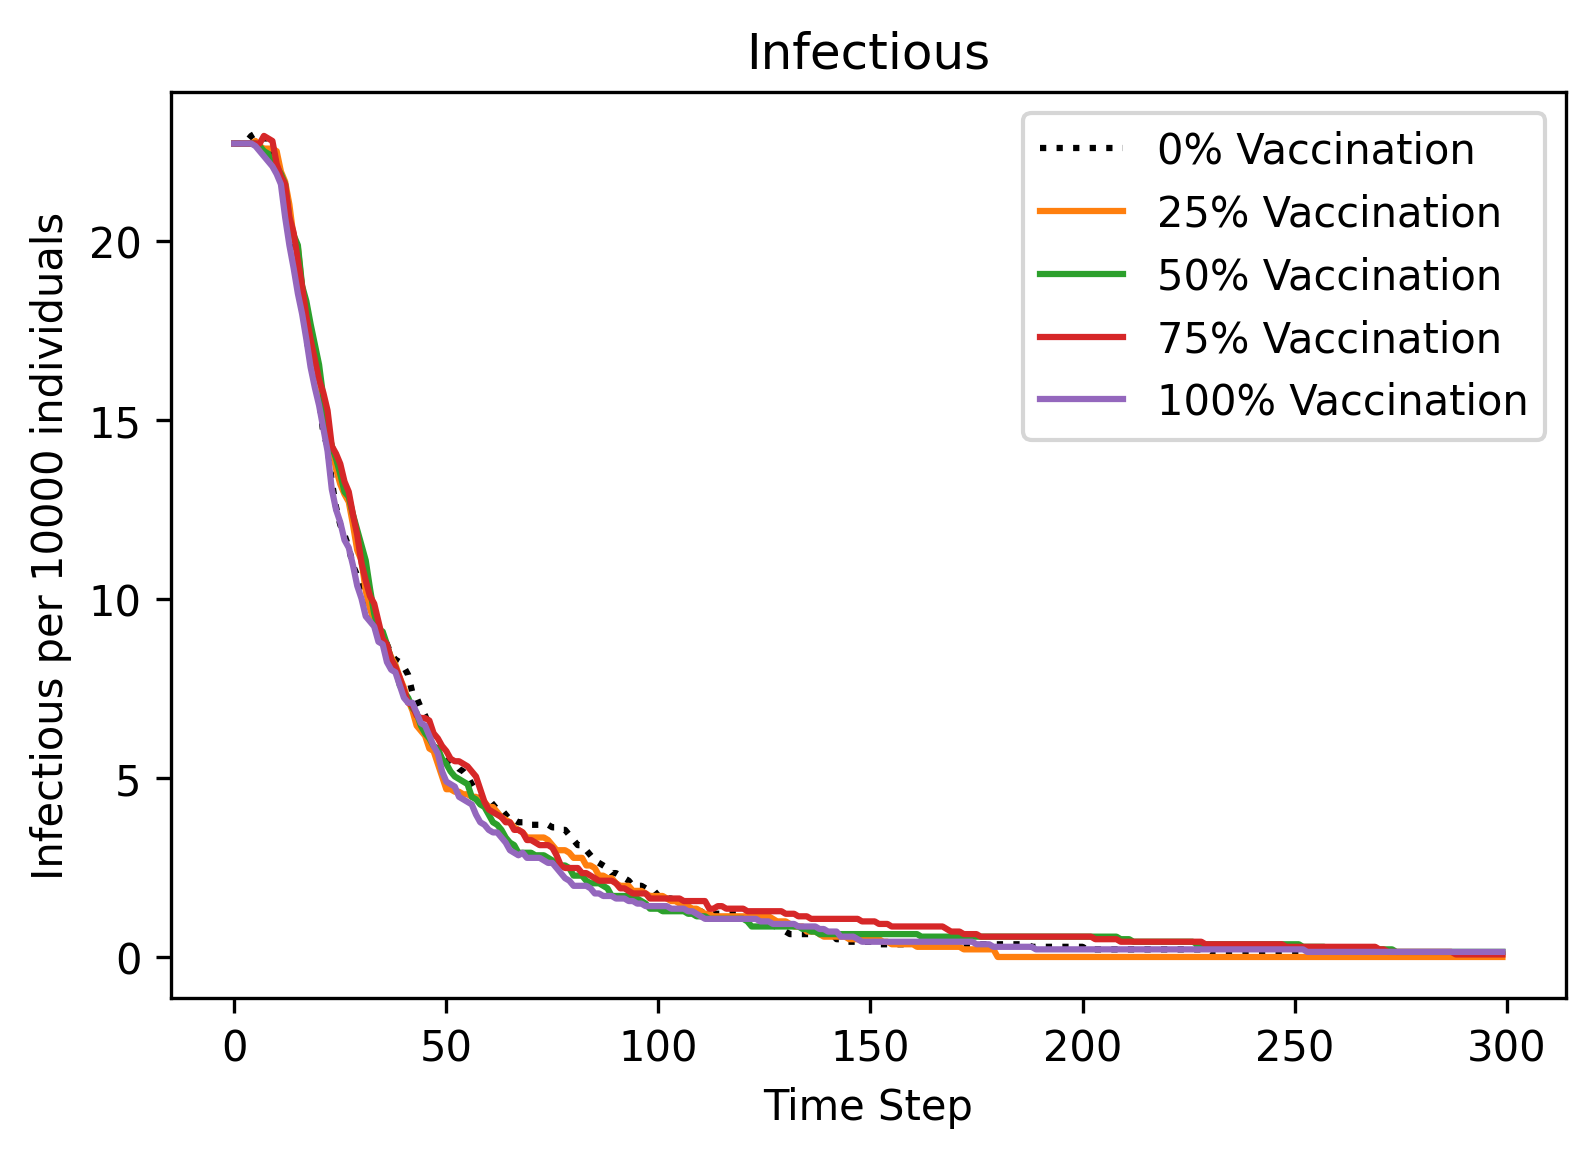 Infectious
Infectious per 10000 individuals
20
15
10
5
0
0% Vaccination
25% Vaccination
50% Vaccination
75% Vaccination
100% Vaccination
0 50 100 150 200 250 300
Time Step